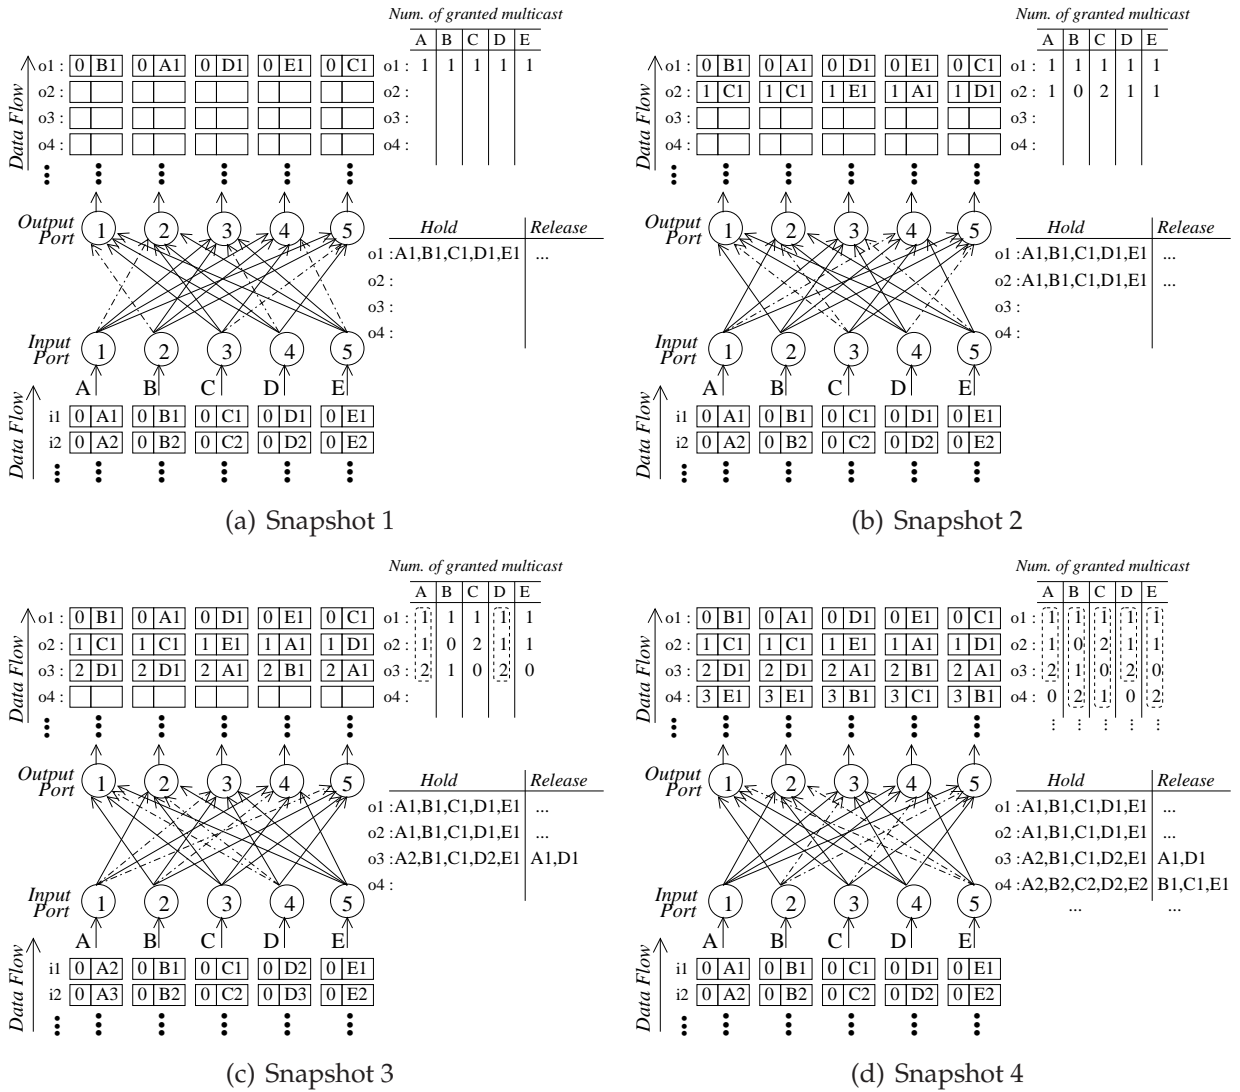 Num. of granted multicast
A B C D E
Data Flow
o1 : 0 B1 0 A1 0 D1 0 E1 0 C1 o1 : 1 1 1 1 1
o2 : o2 :
o3 : o3 :
o4 : o4 :
Output Port 1 2 3 4 5
Hold Release
o1 :A1,B1,C1,D1,E1 ...
o2 :
o3 :
o4 :
Input Port 1 2 3 4 5
A B C D E
Data Flow
i1 0 A1 0 B1 0 C1 0 D1 0 E1
i2 0 A2 0 B2 0 C2 0 D2 0 E2
(a) Snapshot 1
Num. of granted multicast
A B C D E
Data Flow
o1 : 0 B1 0 A1 0 D1 0 E1 0 C1 o1 : 1 1 1 1 1
o2 : 1 C1 1 C1 1 E1 1 A1 1 D1 o2 : 1 0 2 1 1
o3 : o3 :
o4 : o4 :
Output Port 1 2 3 4 5
Hold Release
o1 :A1,B1,C1,D1,E1 ...
o2 :A1,B1,C1,D1,E1 ...
o3 :
o4 :
Input Port 1 2 3 4 5
A B C D E
Data Flow
i1 0 A1 0 B1 0 C1 0 D1 0 E1
i2 0 A2 0 B2 0 C2 0 D2 0 E2
(b) Snapshot 2
Num. of granted multicast
A B C D E
Data Flow
o1 : 0 B1 0 A1 0 D1 0 E1 0 C1 o1 : 1 1 1 1 1
o2 : 1 C1 1 C1 1 E1 1 A1 1 D1 o2 : 1 0 2 1 1
o3 : 2 D1 2 D1 2 A1 2 B1 2 A1 o3 : 2 1 0 2 0
o4 : o4 :
Output Port 1 2 3 4 5
Hold Release
o1 :A1,B1,C1,D1,E1 ...
o2 :A1,B1,C1,D1,E1 ...
o3 :A2,B1,C1,D2,E1 A1,D1
o4 :
Input Port 1 2 3 4 5
A B C D E
Data Flow
i1 0 A2 0 B1 0 C1 0 D2 0 E1
i2 0 A3 0 B2 0 C2 0 D3 0 E2
(c) Snapshot 3
Num. of granted multicast
A B C D E
Data Flow
o1 : 0 B1 0 A1 0 D1 0 E1 0 C1 o1 : 1 1 1 1 1
o2 : 1 C1 1 C1 1 E1 1 A1 1 D1 o2 : 1 0 2 1 1
o3 : 2 D1 2 D1 2 A1 2 B1 2 A1 o3 : 2 1 0 2 0
o4 : 3 E1 3 E1 3 B1 3 C1 3 B1 o4 : 0 2 1 0 2
Output Port 1 2 3 4 5
Hold Release
o1 :A1,B1,C1,D1,E1 ...
o2 :A1,B1,C1,D1,E1 ...
o3 :A2,B1,C1,D2,E1 A1,D1
o4 :A2,B2,C2,D2,E2 B1,C1,E1
... ...
Input Port 1 2 3 4 5
A B C D E
Data Flow
i1 0 A1 0 B1 0 C1 0 D1 0 E1
i2 0 A2 0 B2 0 C2 0 D2 0 E2
(d) Snapshot 4